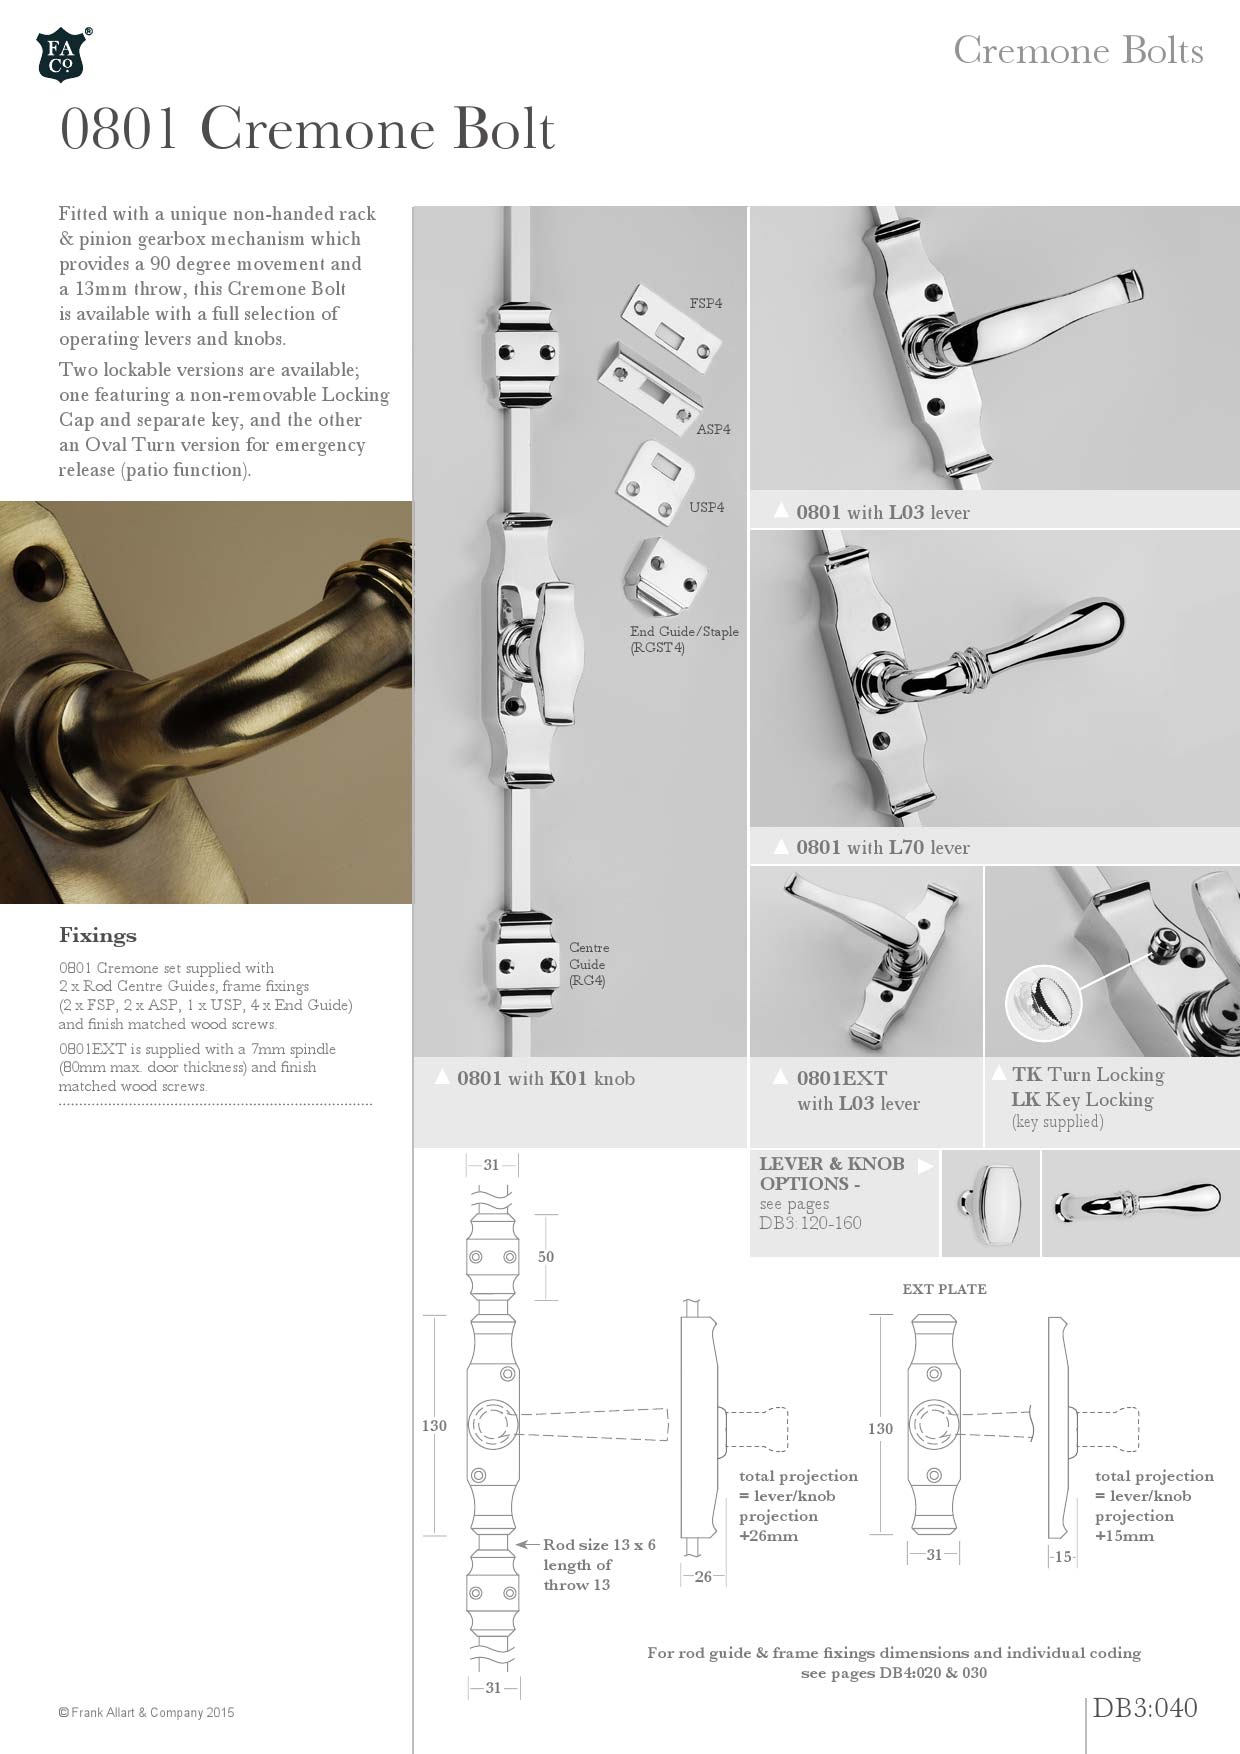 FA
Co.
®
Cremone Bolts
0801 Cremone Bolt
Fitted with a unique non-handed rack
& pinion gearbox mechanism which
provides a 90 degree movement and
a 13mm throw, this Cremone Bolt
is available with a full selection of
operating levers and knobs.
Two lockable versions are available;
one featuring a non-removable Locking
Cap and separate key, and the other
an Oval Turn version for emergency
release (patio function).
Fixings
0801 Cremone set supplied with
2 x Rod Centre Guides, frame fixings
(2 x FSP, 2 x ASP, 1 x USP, 4 x End Guide)
and finish matched wood screws.
0801EXT is supplied with a 7mm spindle
(80mm max. door thickness) and finish
matched wood screws.
FSP4
ASP4
USP4
End Guide/Staple
(RGST4)
Centre
Guide
(RG4)
0801 with K01 knob
0801 with L03 lever
0801 with L70 lever
0801EXT
with L03 lever
TK Turn Locking
LK Key Locking
(key supplied)
LEVER & KNOB
OPTIONS -
see pages
DB3:120-160
31
50
130
Rod size 13 x 6
length of
throw 13
31
26
total projection
= lever/knob
projection
+26mm
EXT PLATE
130
31
15
total projection
= lever/knob
projection
+15mm
For rod guide & frame fixings dimensions and individual coding
see pages DB4:020 & 030
© Frank Allart & Company 2015
DB3:040